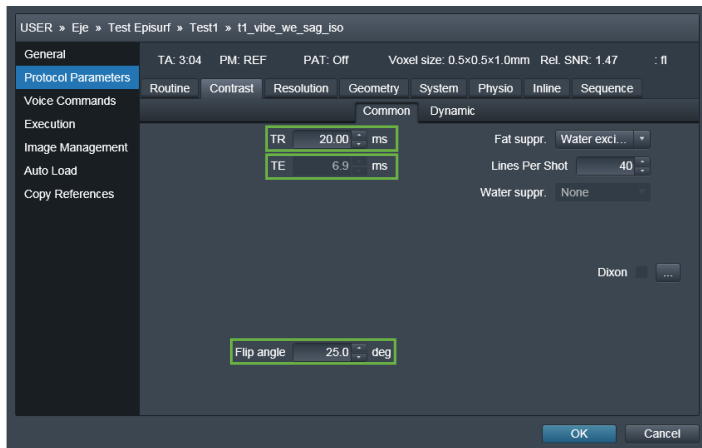 USER » Eje » Test Episurf » Test1 » t1_vibe_we_sag_iso
General
Protocol Parameters
Voice Commands
Execution
Image Management
Auto Load
Copy References
TA: 3:04 PM: REF PAT: Off Voxel size: 0.5×0.5×1.0mm Rel. SNR: 1.47 : fl
Routine Contrast Resolution Geometry System Physio Inline Sequence
Common Dynamic
TR 20.00 ms Fat suppr. Water exci...
TE 6.9 ms Lines Per Shot 40
Water suppr. None
Dixon ...
Flip angle 25.0 deg
OK Cancel